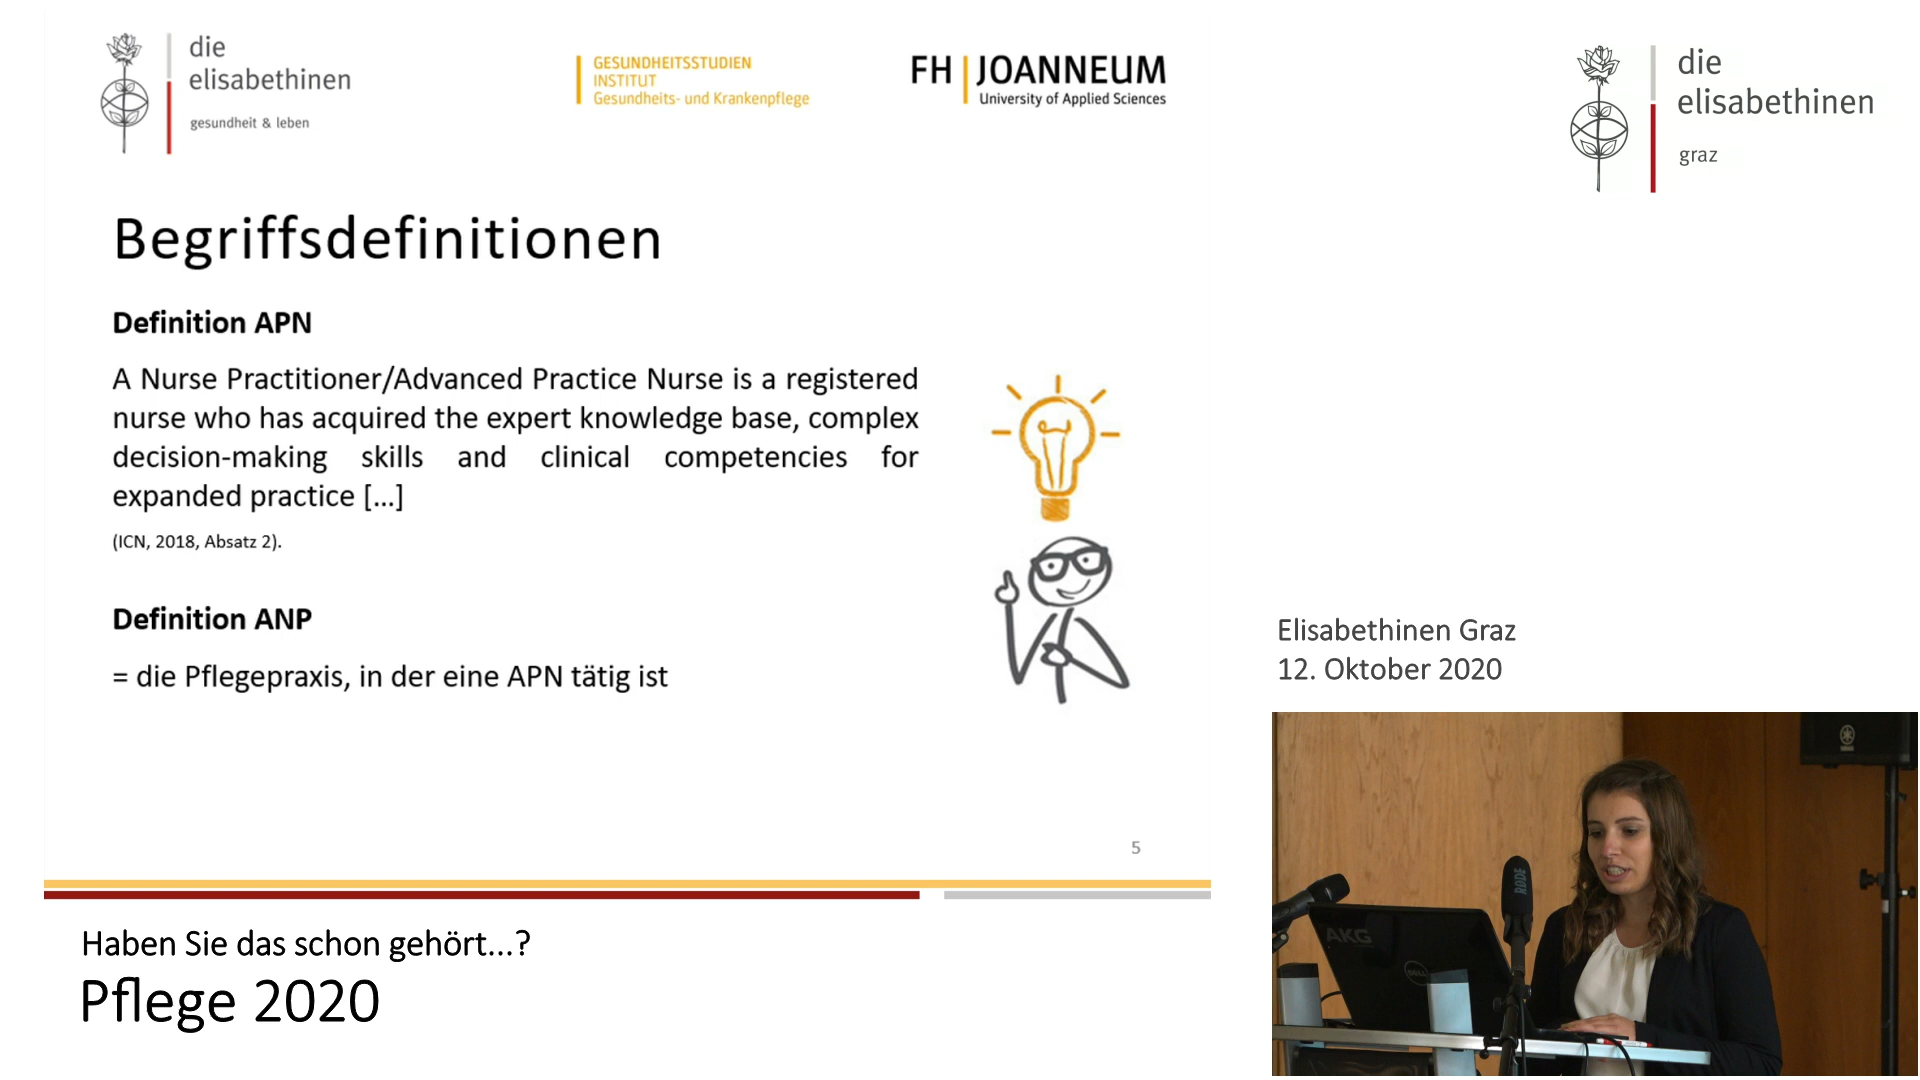 die
elisabethinen
gesundheit & leben
GESUNDHEITSSTUDIEN
INSTITUT
Gesundheits- und Krankenpflege
FH JOANNEUM
University of Applied Sciences
die
elisabethinen
graz
Begriffsdefinitionen
Definition APN
A Nurse Practitioner/Advanced Practice Nurse is a registered
nurse who has acquired the expert knowledge base, complex
decision-making skills and clinical competencies for
expanded practice [...]
(ICN, 2018, Absatz 2).
Definition ANP
= die Pflegepraxis, in der eine APN tätig ist
5
Elisabethinen Graz
12. Oktober 2020
AKG
DELL
RODE
Haben Sie das schon gehört...?
Pflege 2020